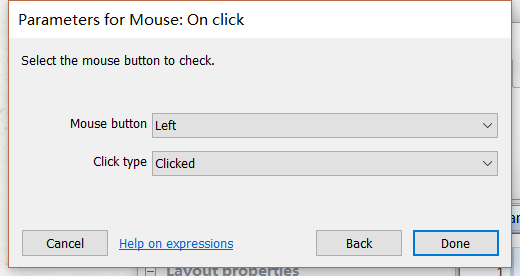 Parameters for Mouse: On click
Select the mouse button to check.
Mouse button Left
Click type Clicked
Cancel Help on expressions Back Done
Layout properties 1